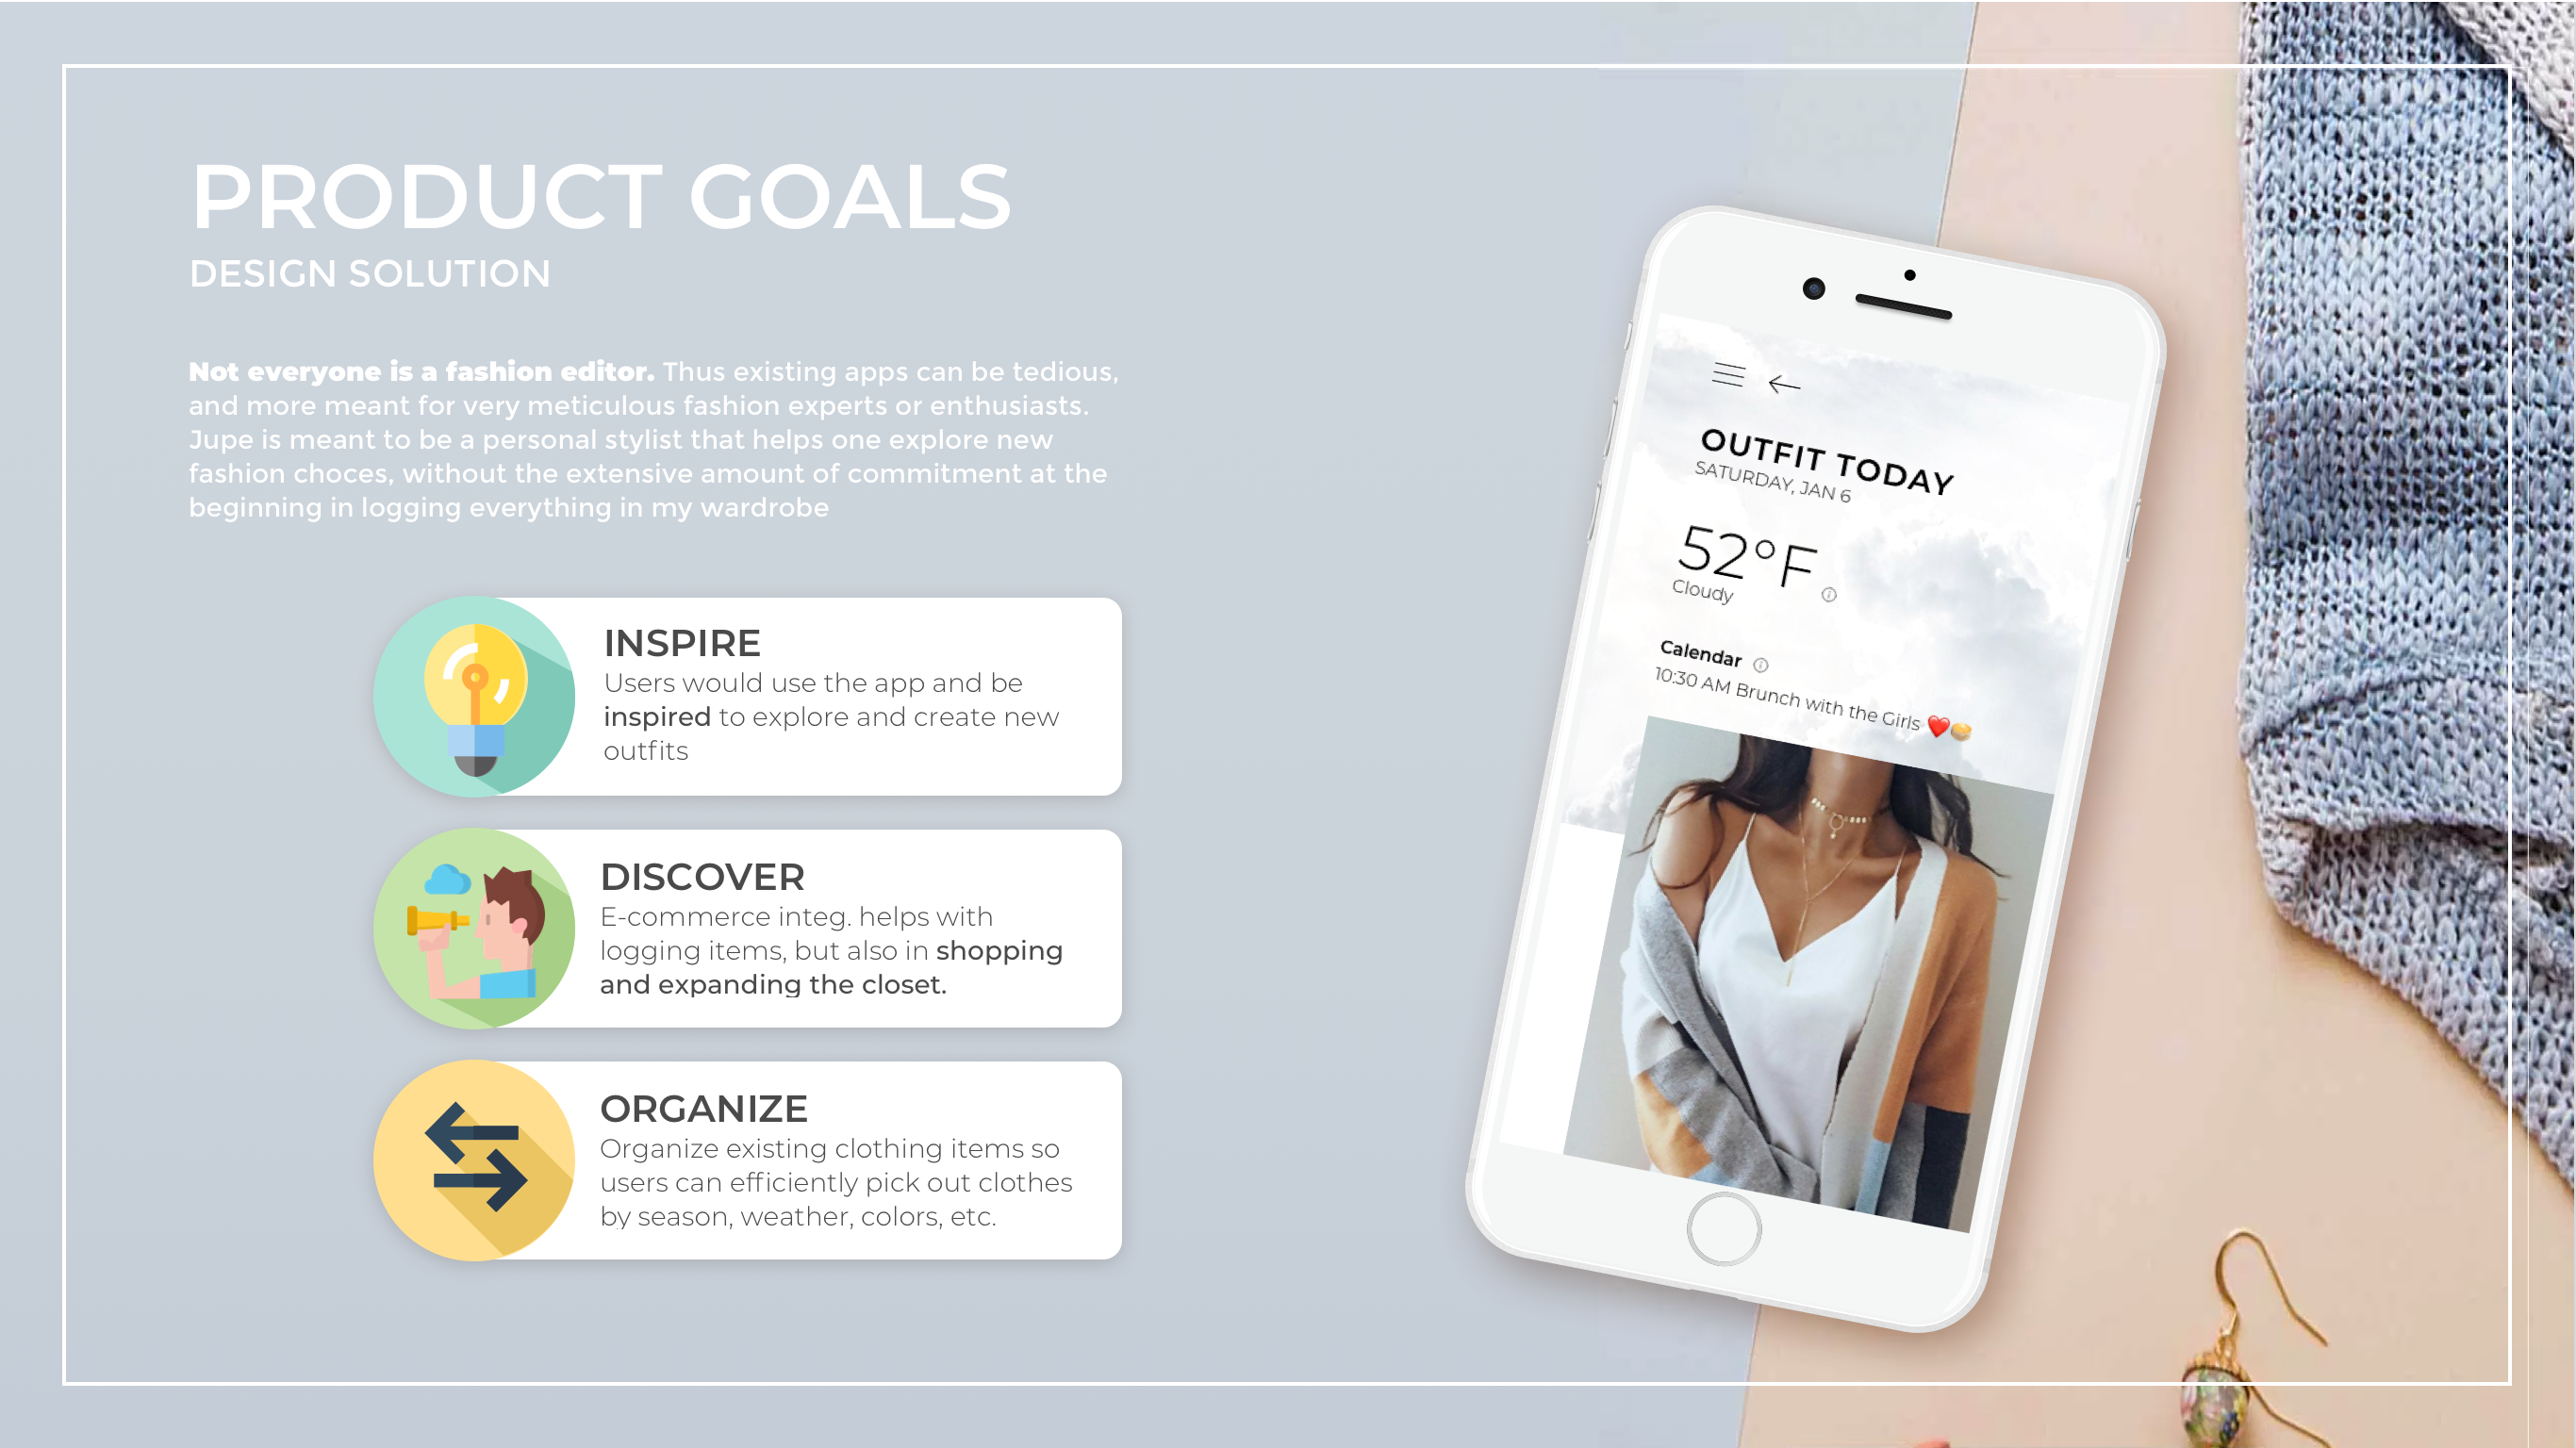 PRODUCT GOALS
DESIGN SOLUTION
Not everyone is a fashion editor. Thus existing apps can be tedious,
and more meant for very meticulous fashion experts or enthusiasts.
Jupe is meant to be a personal stylist that helps one explore new
fashion choces, without the extensive amount of commitment at the
beginning in logging everything in my wardrobe
INSPIRE
Users would use the app and be
inspired to explore and create new
outfits
DISCOVER
E-commerce integ. helps with
logging items, but also in shopping
and expanding the closet.
ORGANIZE
Organize existing clothing items so
users can efficiently pick out clothes
by season, weather, colors, etc.
OUTFIT TODAY
SATURDAY, JAN 6
52°F
Cloudy
Calendar
10:30 AM Brunch with the Girls ❤️🥧